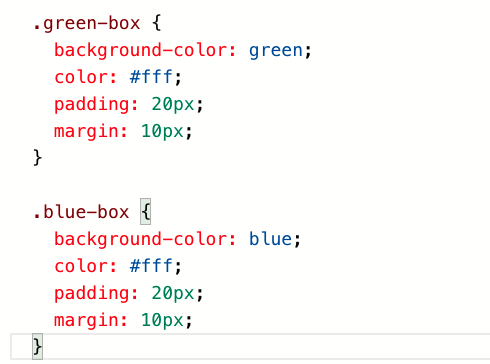 .green-box {
  background-color: green;
  color: #fff;
  padding: 20px;
  margin: 10px;
}

.blue-box {
  background-color: blue;
  color: #fff;
  padding: 20px;
  margin: 10px;
}